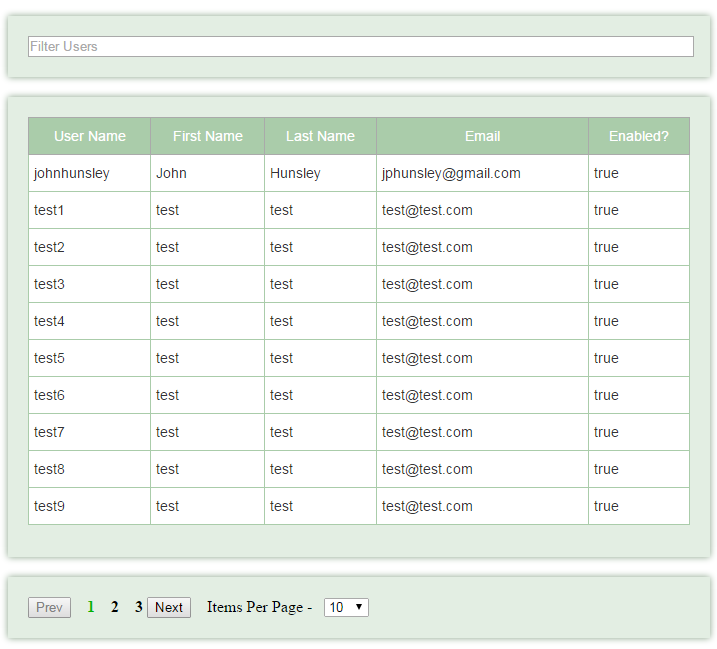 Filter Users
User Name First Name Last Name Email Enabled?
johnhunsley John Hunsley jphunsley@gmail.com true
test1 test test test@test.com true
test2 test test test@test.com true
test3 test test test@test.com true
test4 test test test@test.com true
test5 test test test@test.com true
test6 test test test@test.com true
test7 test test test@test.com true
test8 test test test@test.com true
test9 test test test@test.com true
Prev 1 2 3 Next Items Per Page - 10